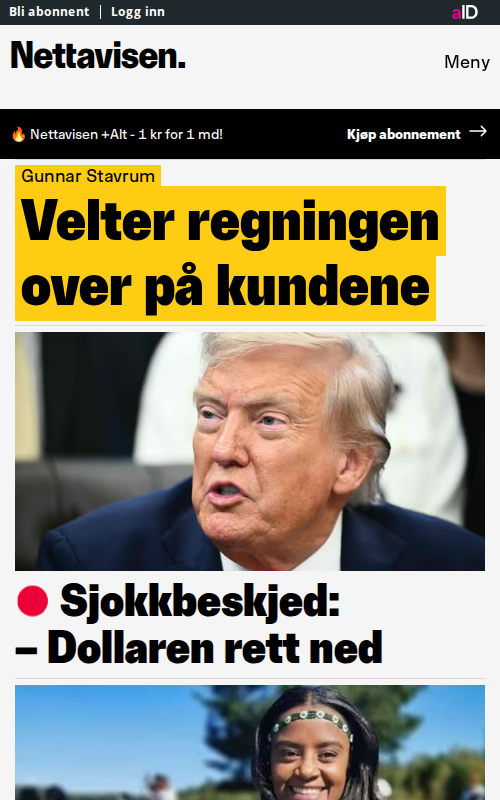 Bli abonnent
Logg inn
aID
Nettavisen.
Meny
🔥 Nettavisen +Alt - 1 kr for 1 md!
Kjøp abonnement →
Gunnar Stavrum
Velter regningen
over på kundene
Sjokkbeskjed:
– Dollaren rett ned